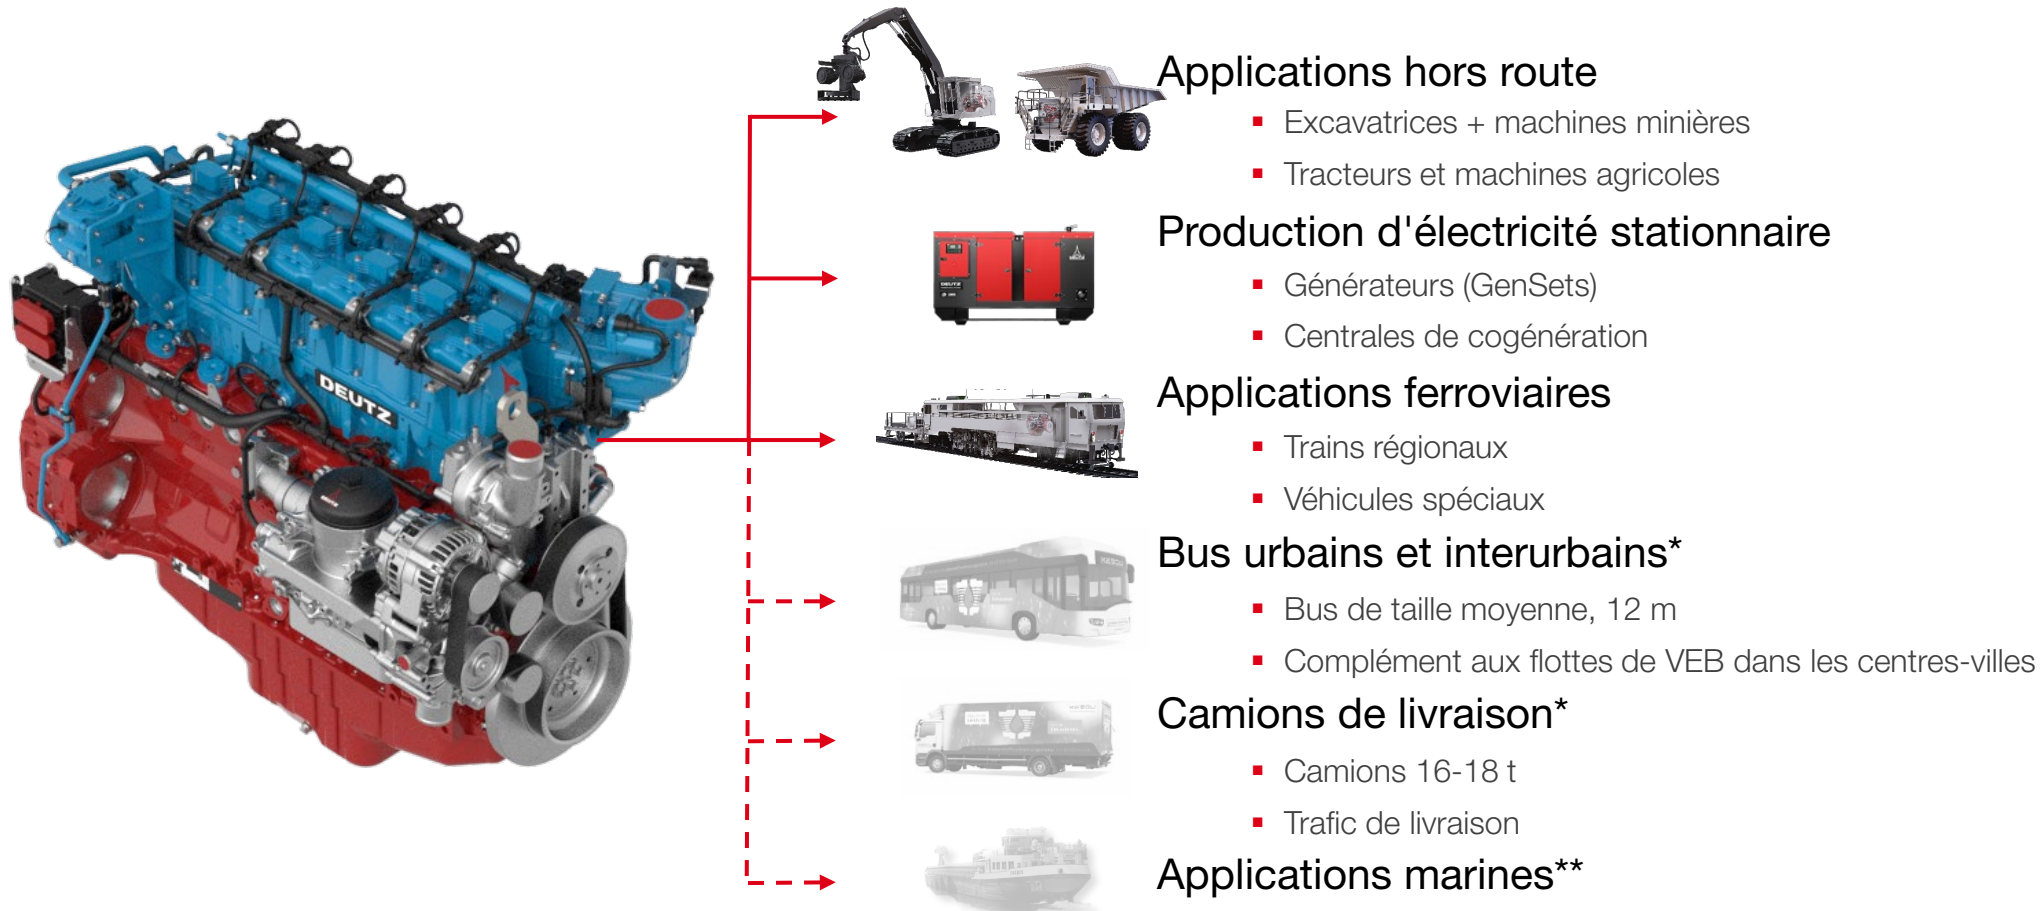 Applications hors route
Excavatrices + machines minières
Tracteurs et machines agricoles
Production d'électricité stationnaire
DEUTZ
Générateurs (GenSets)
Centrales de cogénération
DEUTZ
Applications ferroviaires
Trains régionaux
Véhicules spéciaux
Bus urbains et interurbains*
Bus de taille moyenne, 12 m
Complément aux flottes de VEB dans les centres-villes
Camions de livraison*
Camions 16-18 t
Trafic de livraison
Applications marines**